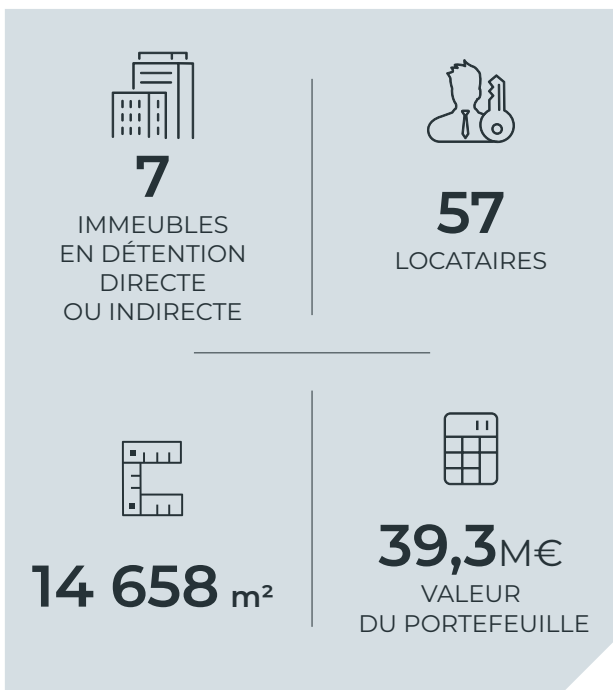 7
IMMEUBLES
EN DÉTENTION
DIRECTE
OU INDIRECTE
57
LOCATAIRES
14 658 m²
39,3M€
VALEUR
DU PORTEFEUILLE